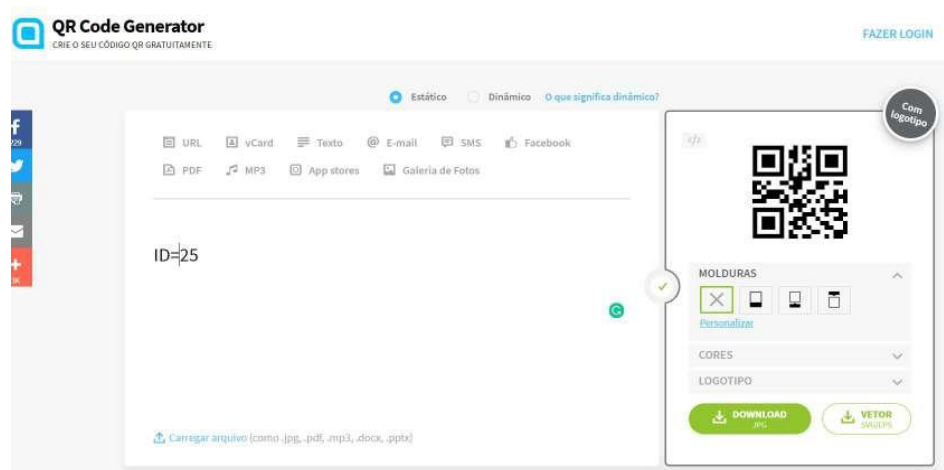 QR Code Generator
CRIE O SEU CÓDIGO QR GRATUITAMENTE
FAZER LOGIN
Estático Dinâmico O que significa dinâmico?
Com logotipo
URL vCard Texto E-mail SMS Facebook
PDF MP3 App stores Galeria de Fotos
ID=25
MOLDURAS
Personalizar
CORES
LOGOTIPO
DOWNLOAD
JPG
VETOR
SVG/EPS
Carregar arquivo (como .jpg, .pdf, .mp3, .docx, .pptx)